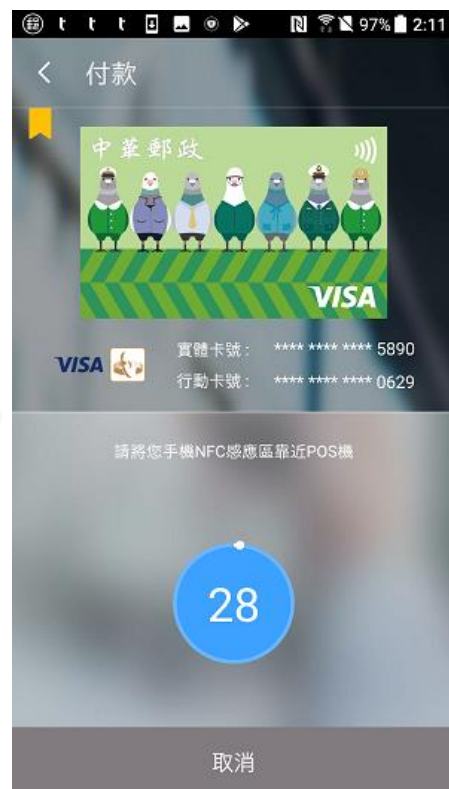 t t t 97% 2:11
付款
中華郵政
VISA
VISA 實體卡號: **** **** **** 5890
行動卡號: **** **** **** 0629
請將您手機NFC感應區靠近POS機
28
取消